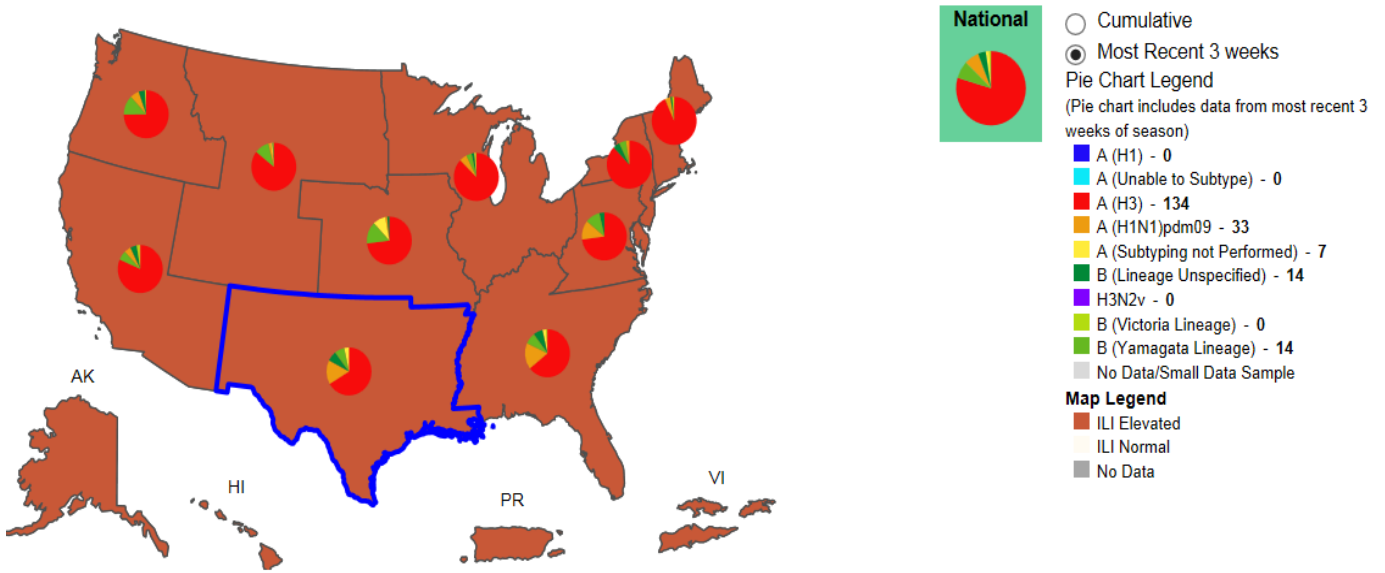 National
Cumulative
Most Recent 3 weeks
Pie Chart Legend
(Pie chart includes data from most recent 3
weeks of season)
A (H1) - 0
A (Unable to Subtype) - 0
A (H3) - 134
A (H1N1)pdm09 - 33
A (Subtyping not Performed) - 7
B (Lineage Unspecified) - 14
H3N2v - 0
B (Victoria Lineage) - 0
B (Yamagata Lineage) - 14
No Data/Small Data Sample
Map Legend
ILI Elevated
ILI Normal
No Data
AK
HI
PR
VI